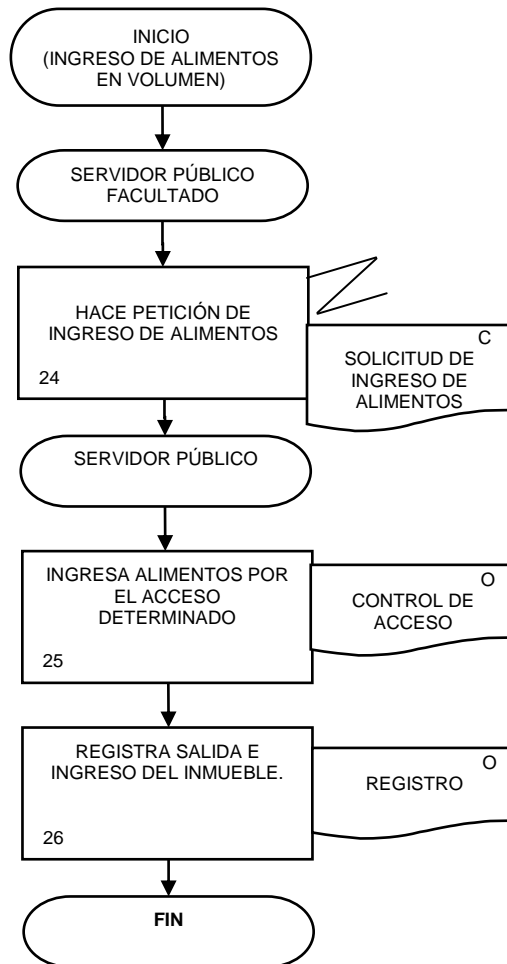 INICIO
(INGRESO DE ALIMENTOS
EN VOLUMEN)
SERVIDOR PÚBLICO
FACULTADO
HACE PETICIÓN DE
INGRESO DE ALIMENTOS
24
C
SOLICITUD DE
INGRESO DE
ALIMENTOS
SERVIDOR PÚBLICO
INGRESA ALIMENTOS POR
EL ACCESO
DETERMINADO
25
O
CONTROL DE
ACCESO
REGISTRA SALIDA E
INGRESO DEL INMUEBLE.
26
O
REGISTRO
FIN